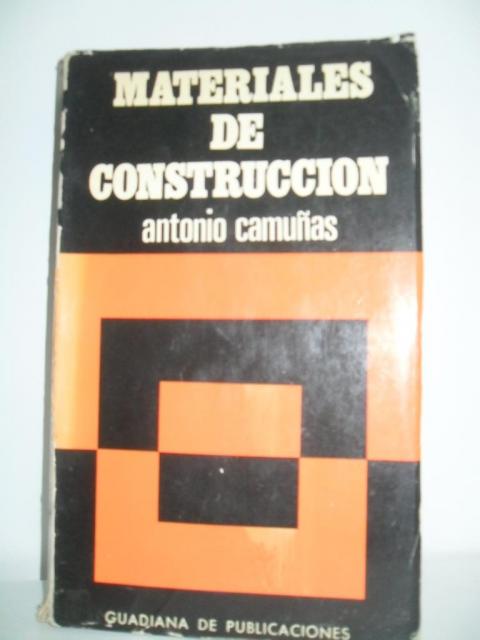 MATERIALES
DE
CONSTRUCCION
antonio camuñas
GUADIANA DE PUBLICACIONES